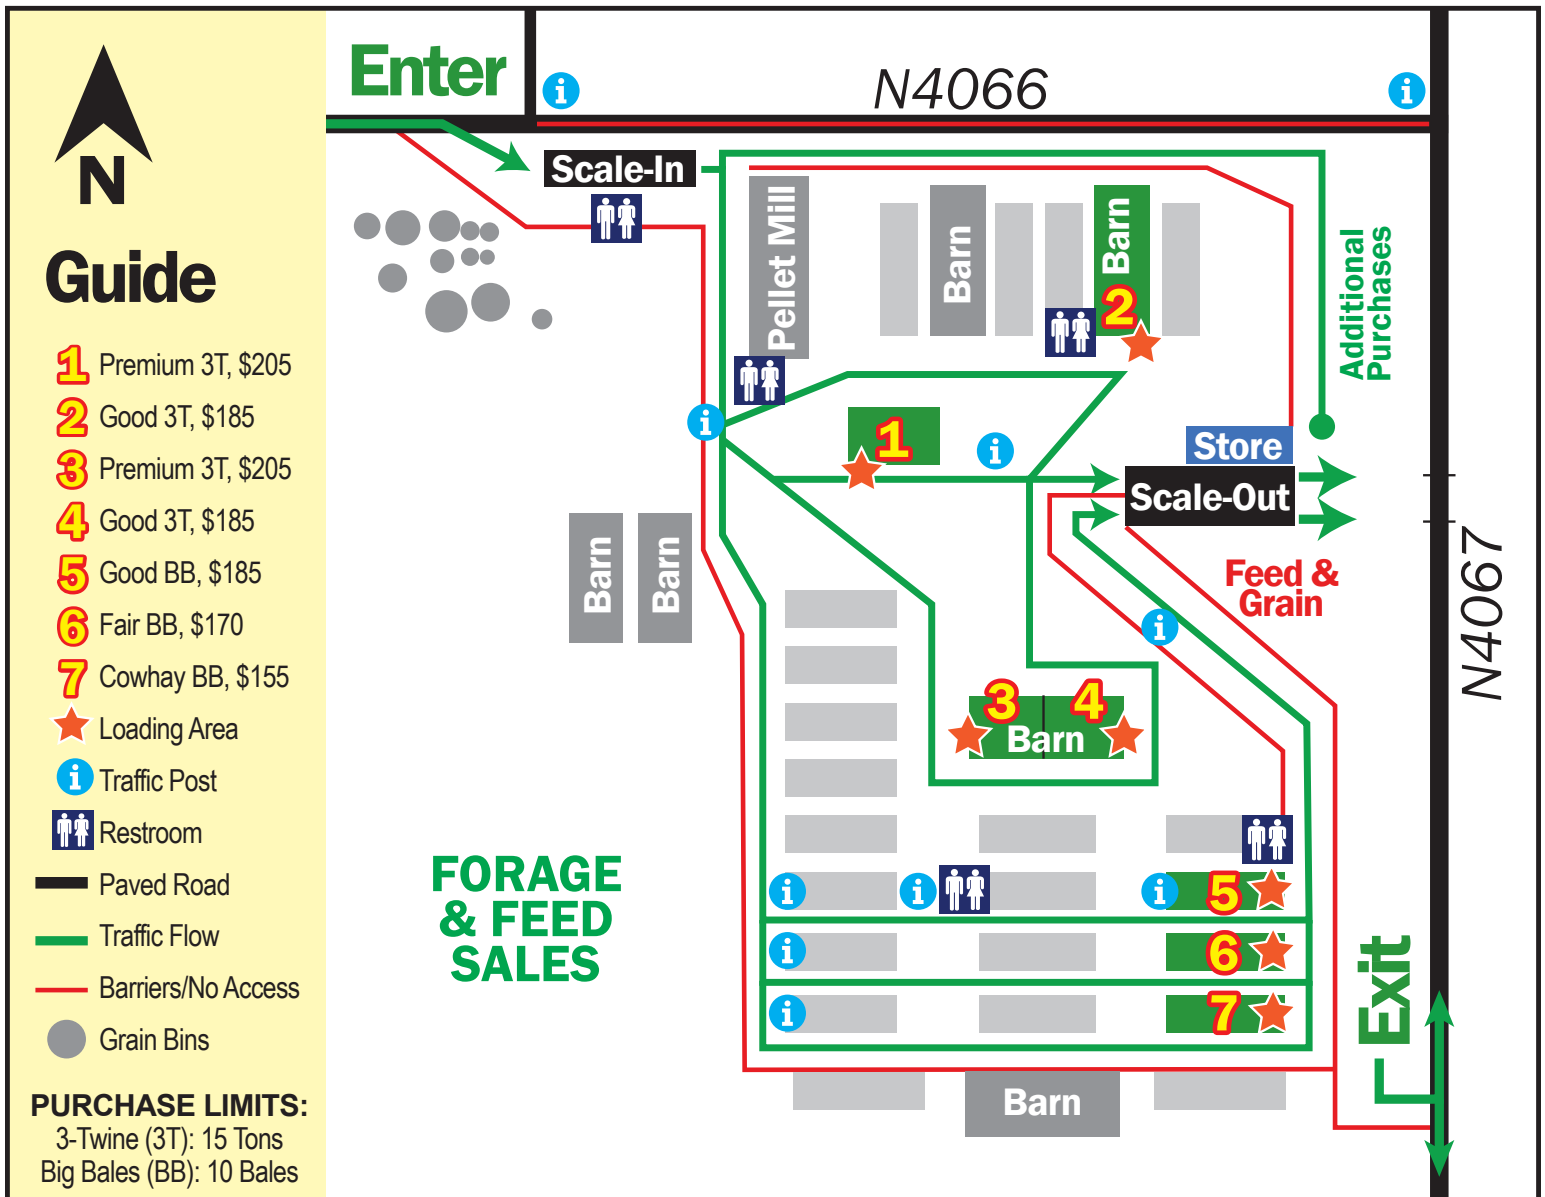 N
Guide
1 Premium 3T, $205
2 Good 3T, $185
3 Premium 3T, $205
4 Good 3T, $185
5 Good BB, $185
6 Fair BB, $170
7 Cowhay BB, $155
Loading Area
i Traffic Post
Restroom
Paved Road
Traffic Flow
Barriers/No Access
Grain Bins
PURCHASE LIMITS:
3-Twine (3T): 15 Tons
Big Bales (BB): 10 Bales
Enter
i
N4066
i
Scale-In
Pellet Mill
Barn
Barn
2
Additional
Purchases
i
1
i
Store
Scale-Out
Barn
Barn
Feed &
Grain
i
N4067
3
4
Barn
FORAGE
& FEED
SALES
i
i
i
5
i
6
i
7
Exit
Barn